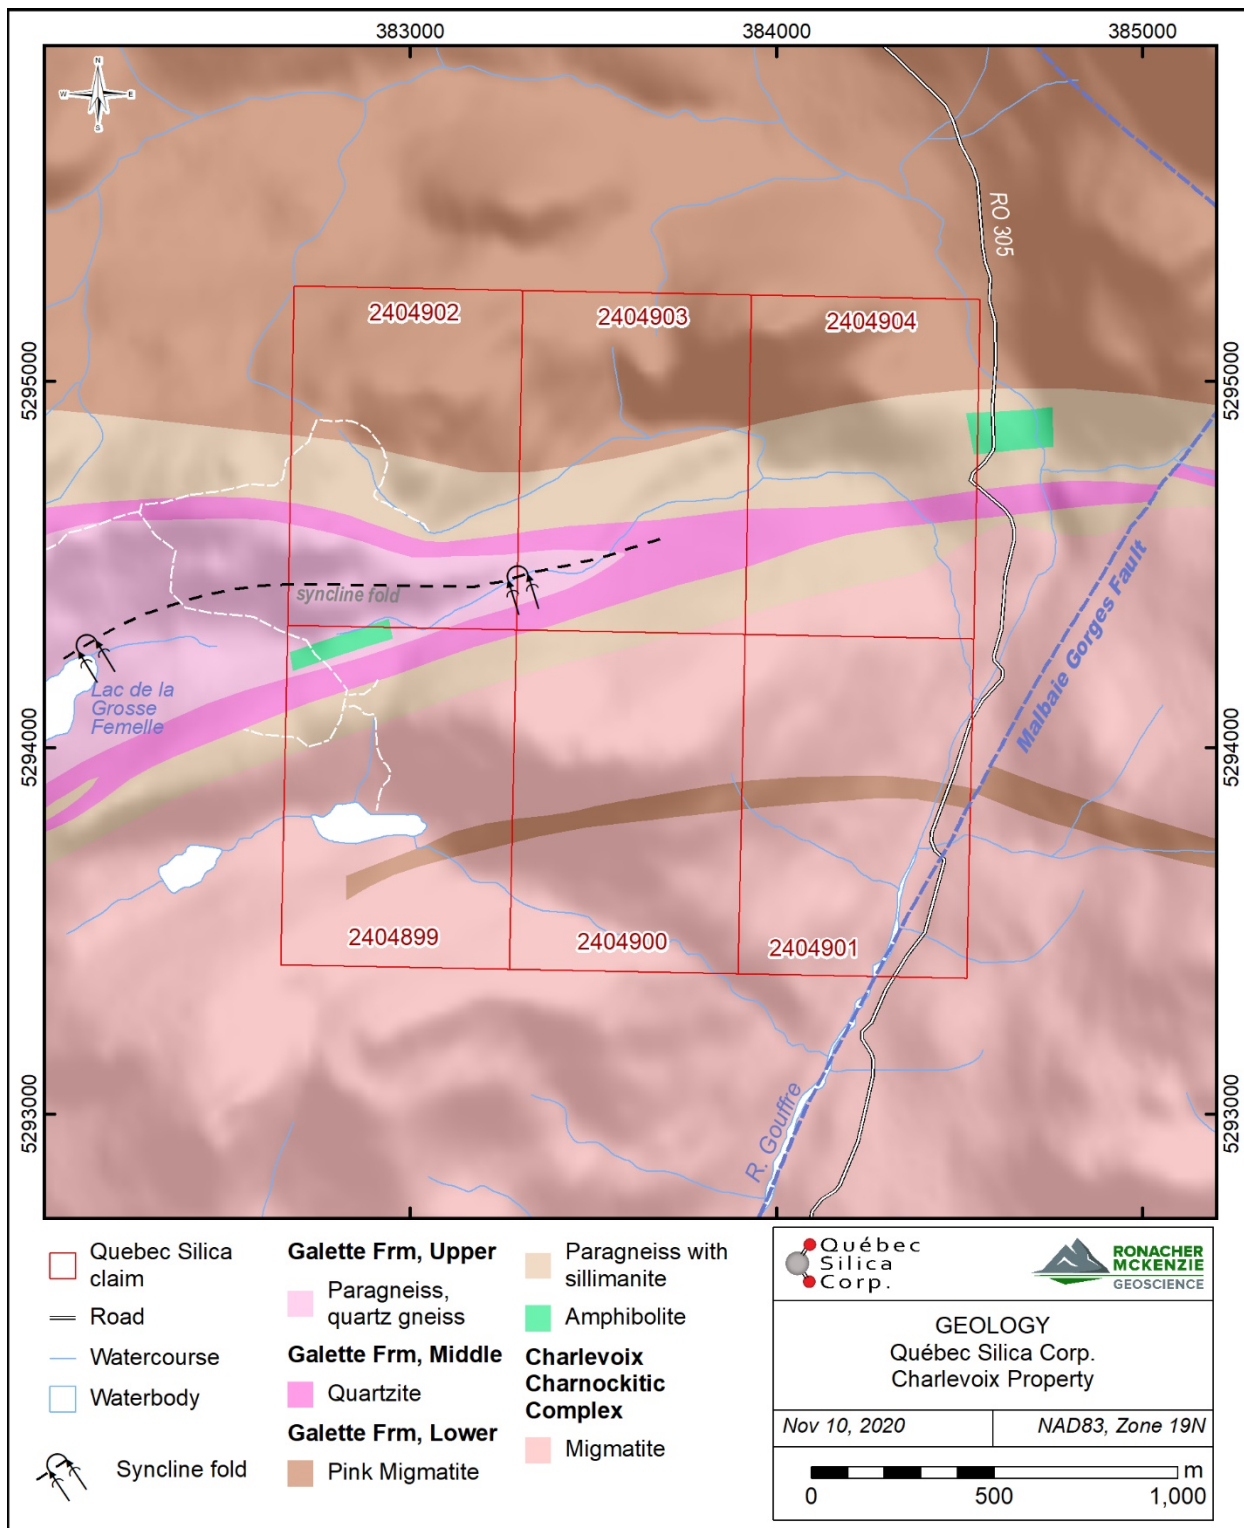 383000
384000
385000
N
W
E
S
RO 305
2404902
2404903
2404904
5295000
5295000
syncline fold
Lac de la
Grosse
Femelle
Malbaie Gorges Fault
5294000
5294000
2404899
2404900
2404901
R. Gouffre
5293000
5293000
Quebec Silica
claim
Road
Watercourse
Waterbody
Syncline fold
Galette Frm, Upper
Paragneiss,
quartz gneiss
Galette Frm, Middle
Quartzite
Galette Frm, Lower
Pink Migmatite
Paragneiss with
sillimanite
Amphibolite
Charlevoix
Charnockitic
Complex
Migmatite
Québec
Silica
Corp.
RONACHER
MCKENZIE
GEOSCIENCE
GEOLOGY
Québec Silica Corp.
Charlevoix Property
Nov 10, 2020
NAD83, Zone 19N
m
0
500
1,000